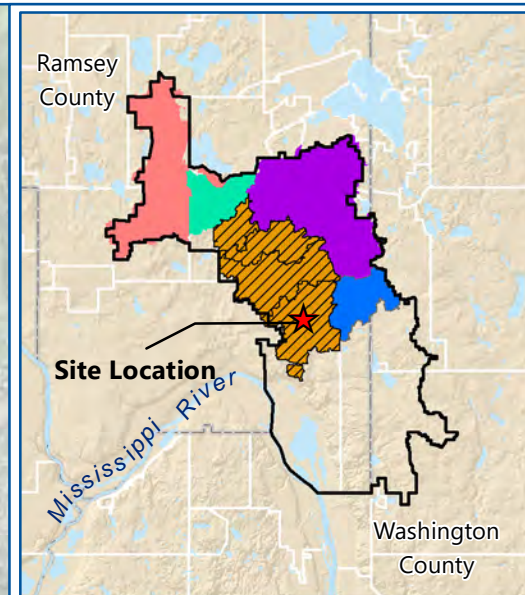 Ramsey
County
Site Location
Mississippi River
Washington
County